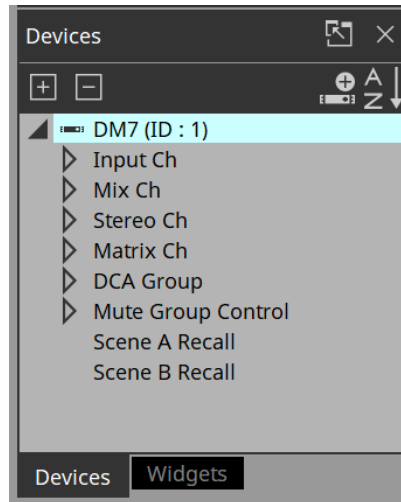 Devices
A
Z
DM7 (ID : 1)
Input Ch
Mix Ch
Stereo Ch
Matrix Ch
DCA Group
Mute Group Control
Scene A Recall
Scene B Recall
Devices Widgets